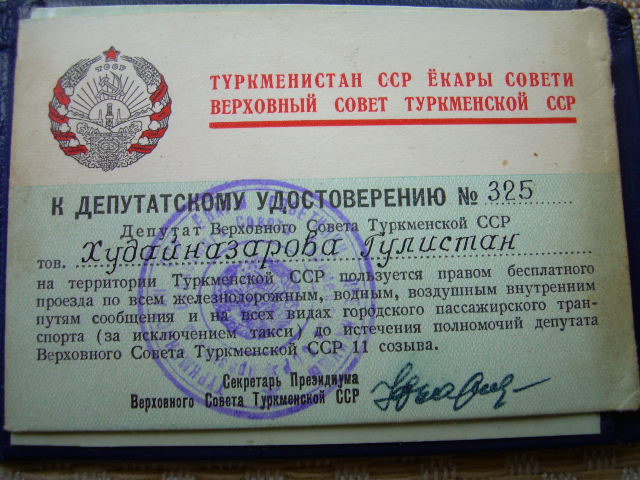 ТССР
ТҮРКМЕНИСТАН ССР ЁКАРЫ СОВЕТИ
ВЕРХОВНЫЙ СОВЕТ ТУРКМЕНСКОЙ ССР
К ДЕПУТАТСКОМУ УДОСТОВЕРЕНИЮ № 325
Депутат Верховного Совета Туркменской ССР
тов. Худайназарова Гулистан
на территории Туркменской ССР пользуется правом бесплатного
проезда по всем железнодорожным, водным, воздушным внутренним
путям сообщения и на всех видах городского пассажирского тран-
спорта (за исключением такси) до истечения полномочий депутата
Верховного Совета Туркменской ССР 11 созыва.
Секретарь Президиума
Верховного Совета Туркменской ССР